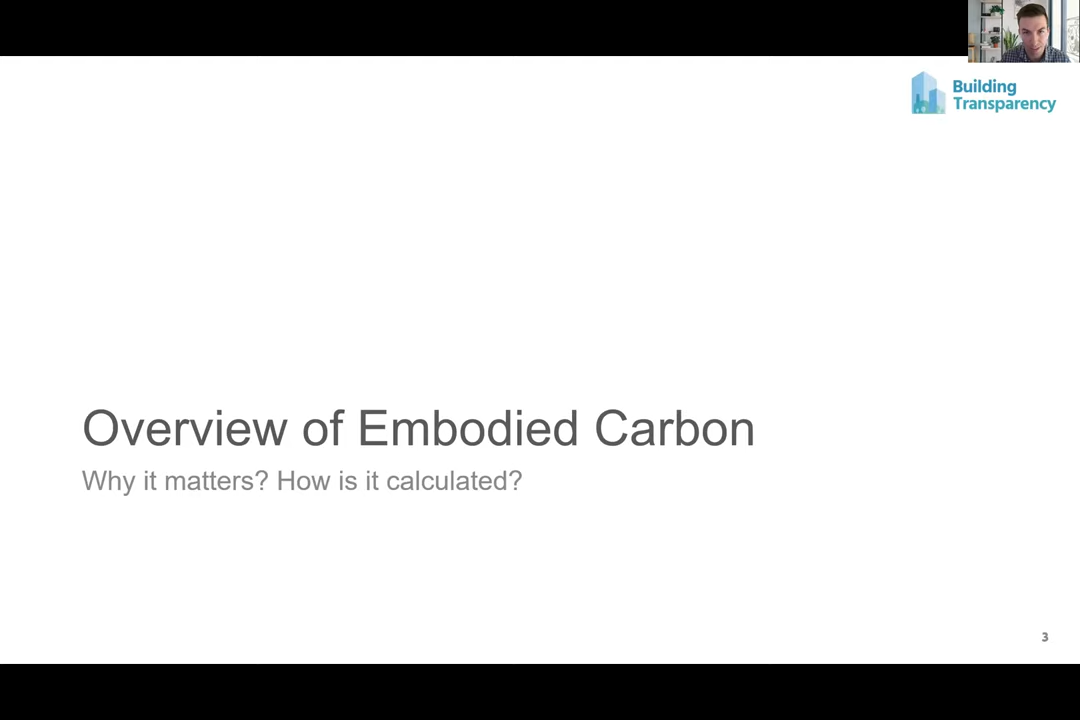 Building
Transparency
Overview of Embodied Carbon
Why it matters? How is it calculated?
3